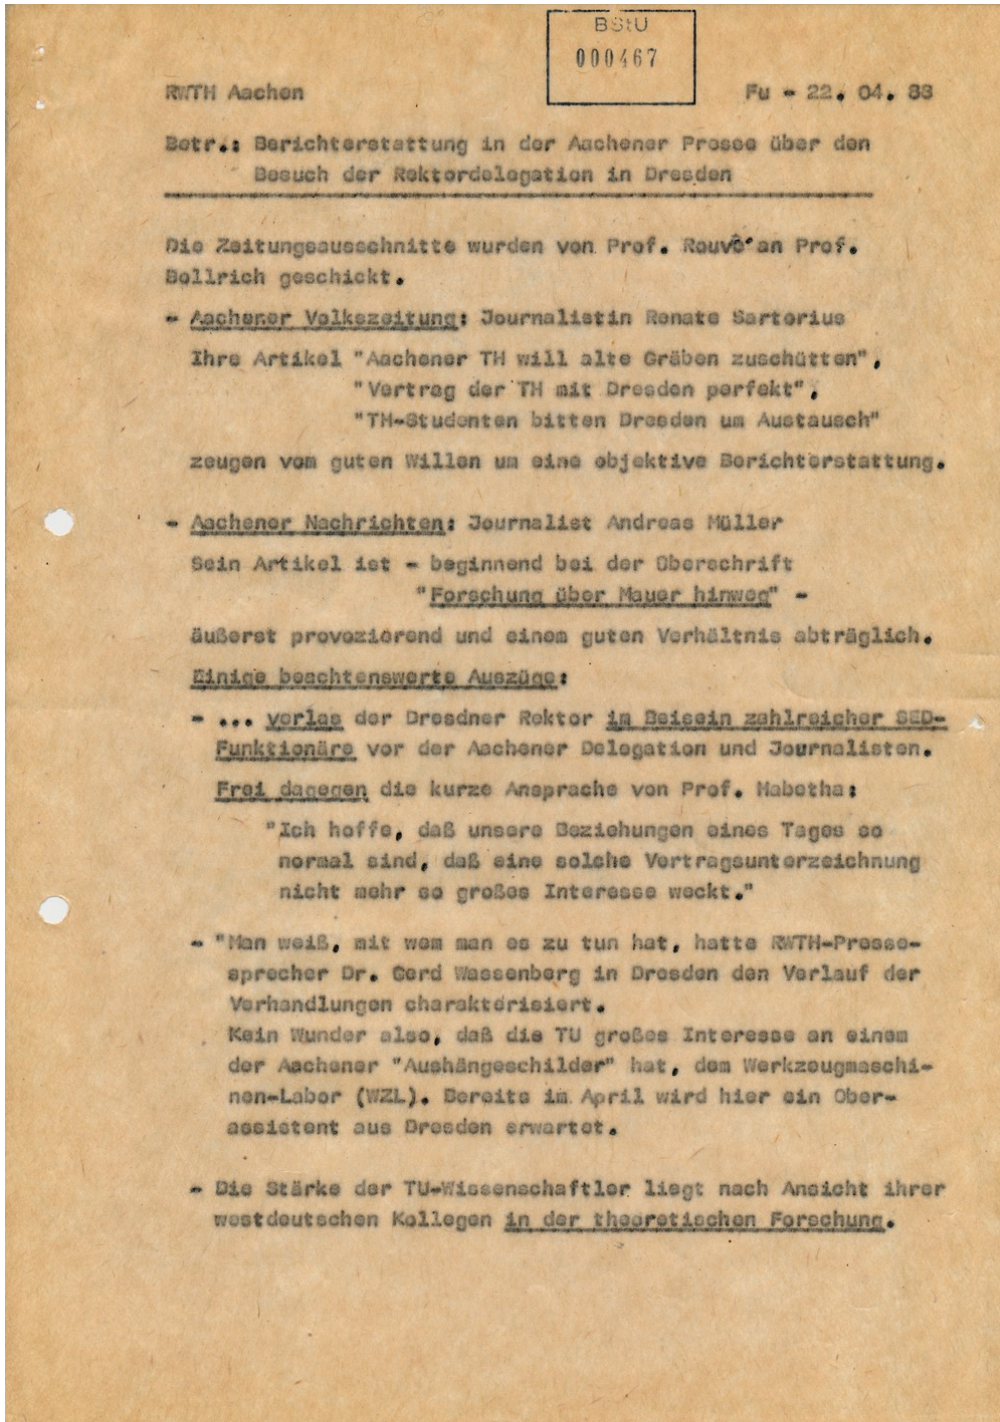 BStU
000467
RWTH Aachen
Fu - 22. 04. 88
Betr.: Berichterstattung in der Aachener Presse über den
Besuch der Rektordelegation in Dresden
Die Zeitungsausschnitte wurden von Prof. Rouvé an Prof.
Bollrich geschickt.
- Aachener Volkszeitung: Journalistin Renate Sartorius
Ihre Artikel "Aachener TH will alte Gräben zuschütten",
"Vertrag der TH mit Dresden perfekt",
"TH-Studenten bitten Dresden um Austausch"
zeugen vom guten Willen um eine objektive Berichterstattung.
- Aachener Nachrichten: Journalist Andreas Müller
Sein Artikel ist - beginnend bei der Überschrift
"Forschung über Mauer hinweg" -
äußerst provozierend und einem guten Verhältnis abträglich.
Einige beachtenswerte Auszüge:
- ... verlas der Dresdner Rektor im Beisein zahlreicher SED-
Funktionäre vor der Aachener Delegation und Journalisten.
Frei dagegen die kurze Ansprache von Prof. Habetha:
"Ich hoffe, daß unsere Beziehungen eines Tages so
normal sind, daß eine solche Vertragsunterzeichnung
nicht mehr so großes Interesse weckt."
- "Man weiß, mit wem man es zu tun hat, hatte RWTH-Presse-
sprecher Dr. Gerd Wassenberg in Dresden den Verlauf der
Verhandlungen charakterisiert.
Kein Wunder also, daß die TU großes Interesse an einem
der Aachener "Aushängeschilder" hat, dem Werkzeugmaschi-
nen-Labor (WZL). Bereits im April wird hier ein Ober-
assistent aus Dresden erwartet.
- Die Stärke der TU-Wissenschaftler liegt nach Ansicht ihrer
westdeutschen Kollegen in der theoretischen Forschung.